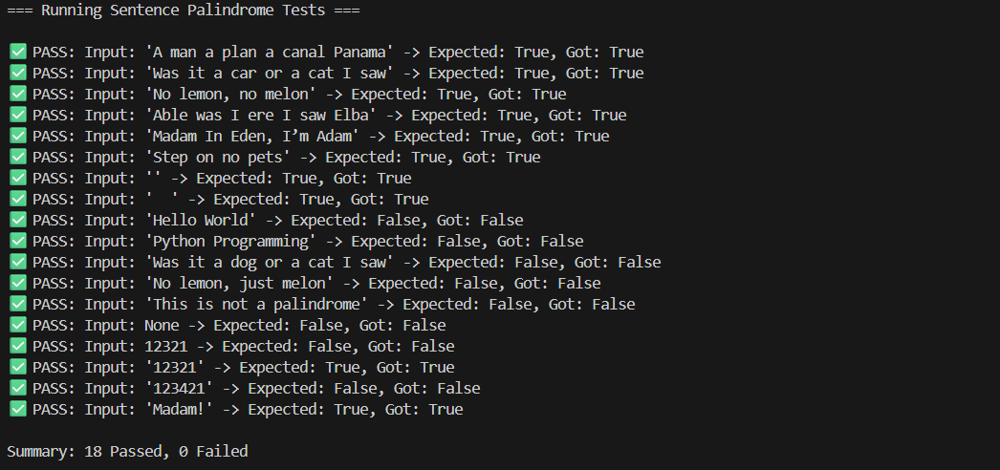 === Running Sentence Palindrome Tests ===
✅ PASS: Input: 'A man a plan a canal Panama' -> Expected: True, Got: True
✅ PASS: Input: 'Was it a car or a cat I saw' -> Expected: True, Got: True
✅ PASS: Input: 'No lemon, no melon' -> Expected: True, Got: True
✅ PASS: Input: 'Able was I ere I saw Elba' -> Expected: True, Got: True
✅ PASS: Input: 'Madam In Eden, I’m Adam' -> Expected: True, Got: True
✅ PASS: Input: 'Step on no pets' -> Expected: True, Got: True
✅ PASS: Input: '' -> Expected: True, Got: True
✅ PASS: Input: '  ' -> Expected: True, Got: True
✅ PASS: Input: 'Hello World' -> Expected: False, Got: False
✅ PASS: Input: 'Python Programming' -> Expected: False, Got: False
✅ PASS: Input: 'Was it a dog or a cat I saw' -> Expected: False, Got: False
✅ PASS: Input: 'No lemon, just melon' -> Expected: False, Got: False
✅ PASS: Input: 'This is not a palindrome' -> Expected: False, Got: False
✅ PASS: Input: None -> Expected: False, Got: False
✅ PASS: Input: 12321 -> Expected: False, Got: False
✅ PASS: Input: '12321' -> Expected: True, Got: True
✅ PASS: Input: '123421' -> Expected: False, Got: False
✅ PASS: Input: 'Madam!' -> Expected: True, Got: True
Summary: 18 Passed, 0 Failed